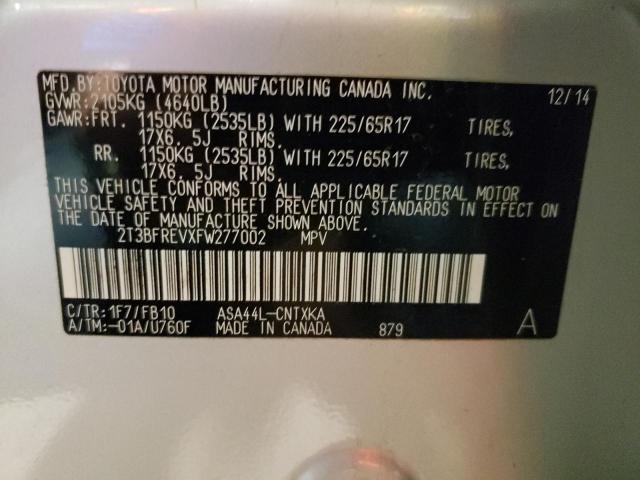 MFD.BY:TOYOTA MOTOR MANUFACTURING CANADA INC. 12/14
GVWR:2105KG (4640LB)
GAWR:FRT. 1150KG (2535LB) WITH 225/65R17 TIRES,
17X6. 5J RIMS.
RR. 1150KG (2535LB) WITH 225/65R17 TIRES,
17X6. 5J RIMS.
THIS VEHICLE CONFORMS TO ALL APPLICABLE FEDERAL MOTOR
VEHICLE SAFETY AND THEFT PREVENTION STANDARDS IN EFFECT ON
THE DATE OF MANUFACTURE SHOWN ABOVE.
2T3BFREVXFW277002 MPV
C/TR:1F7/FB10 ASA44L-CNTXKA
A/TM:-01A/U760F MADE IN CANADA 879 A